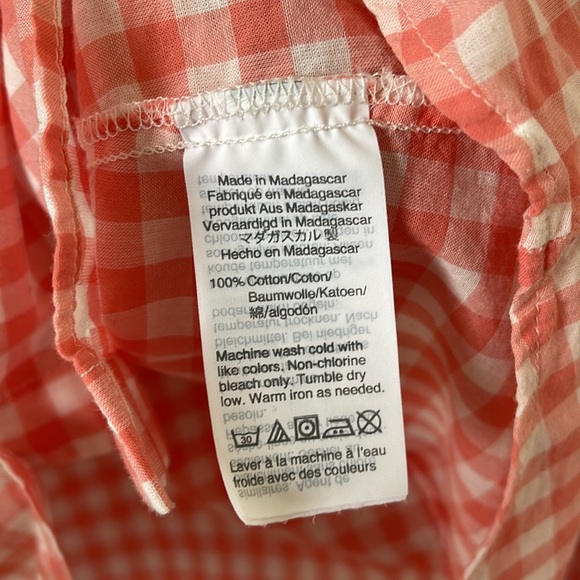 Made in Madagascar
Fabriqué en Madagascar
produkt Aus Madagaskar
Vervaardigd in Madagascar
マダガスカル 製
Hecho en Madagascar
100% Cotton/Coton/
Baumwolle/Katoen/
綿/algodón
Machine wash cold with
like colors. Non-chlorine
bleach only. Tumble dry
low. Warm iron as needed.
30
Laver à la machine à l'eau
froide avec des couleurs